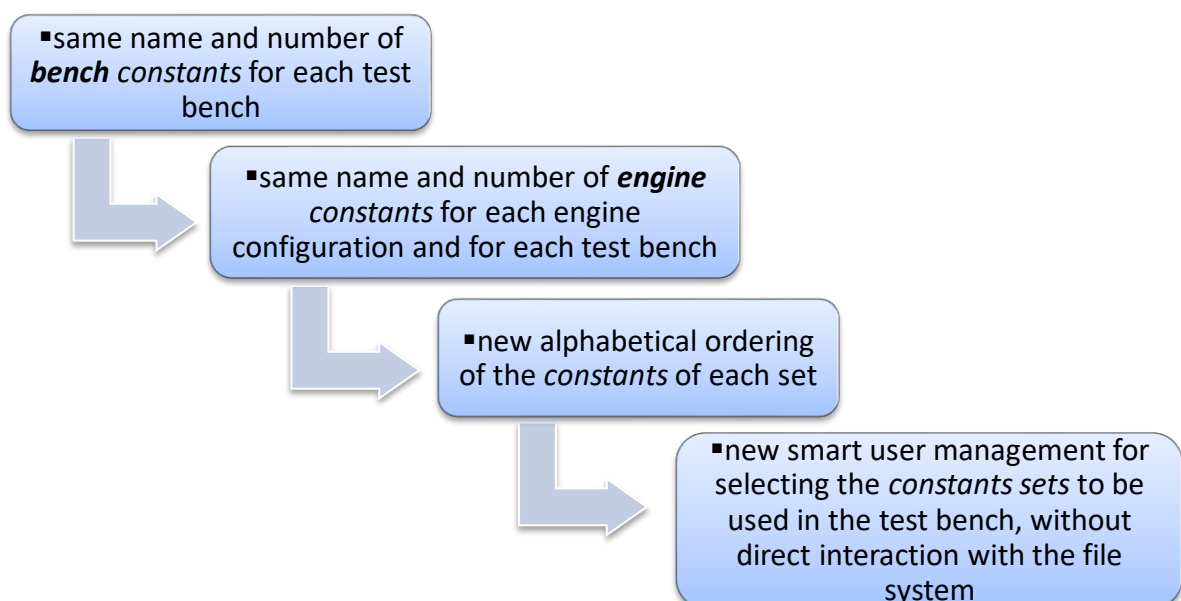 ▪same name and number of
bench constants for each test
bench
▪same name and number of engine
constants for each engine
configuration and for each test bench
▪new alphabetical ordering
of the constants of each set
▪new smart user management for
selecting the constants sets to be
used in the test bench, without
direct interaction with the file
system